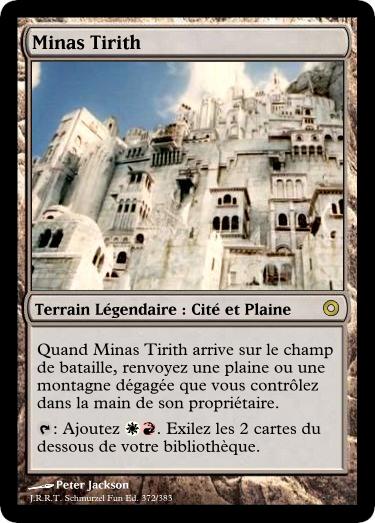 Minas Tirith
Terrain Légendaire : Cité et Plaine
Quand Minas Tirith arrive sur le champ
de bataille, renvoyez une plaine ou une
montagne dégagée que vous contrôlez
dans la main de son propriétaire.
: Ajoutez . Exilez les 2 cartes du
dessous de votre bibliothèque.
Peter Jackson
J.R.R.T. Schmurzel Fun Ed. 372/383